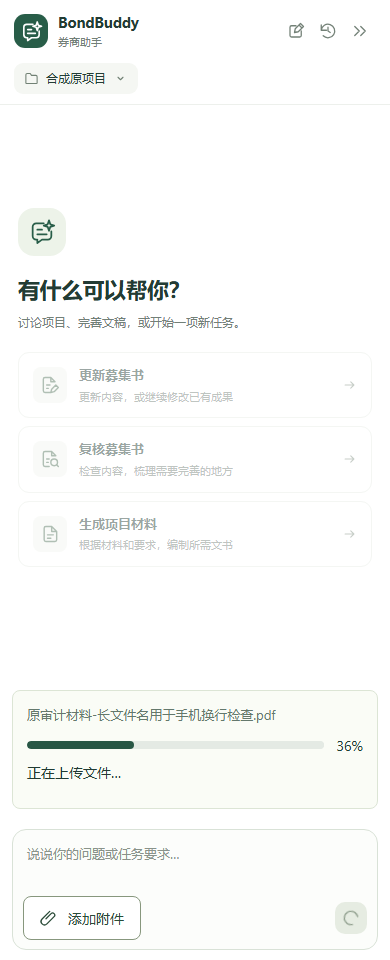 BondBuddy
券商助手
合成原项目
有什么可以帮你？
讨论项目、完善文稿，或开始一项新任务。
更新募集书
更新内容，或继续修改已有成果
复核募集书
检查内容，梳理需要完善的地方
生成项目材料
根据材料和要求，编制所需文书
原审计材料-长文件名用于手机换行检查.pdf
36%
正在上传文件...
说说你的问题或任务要求...
添加附件